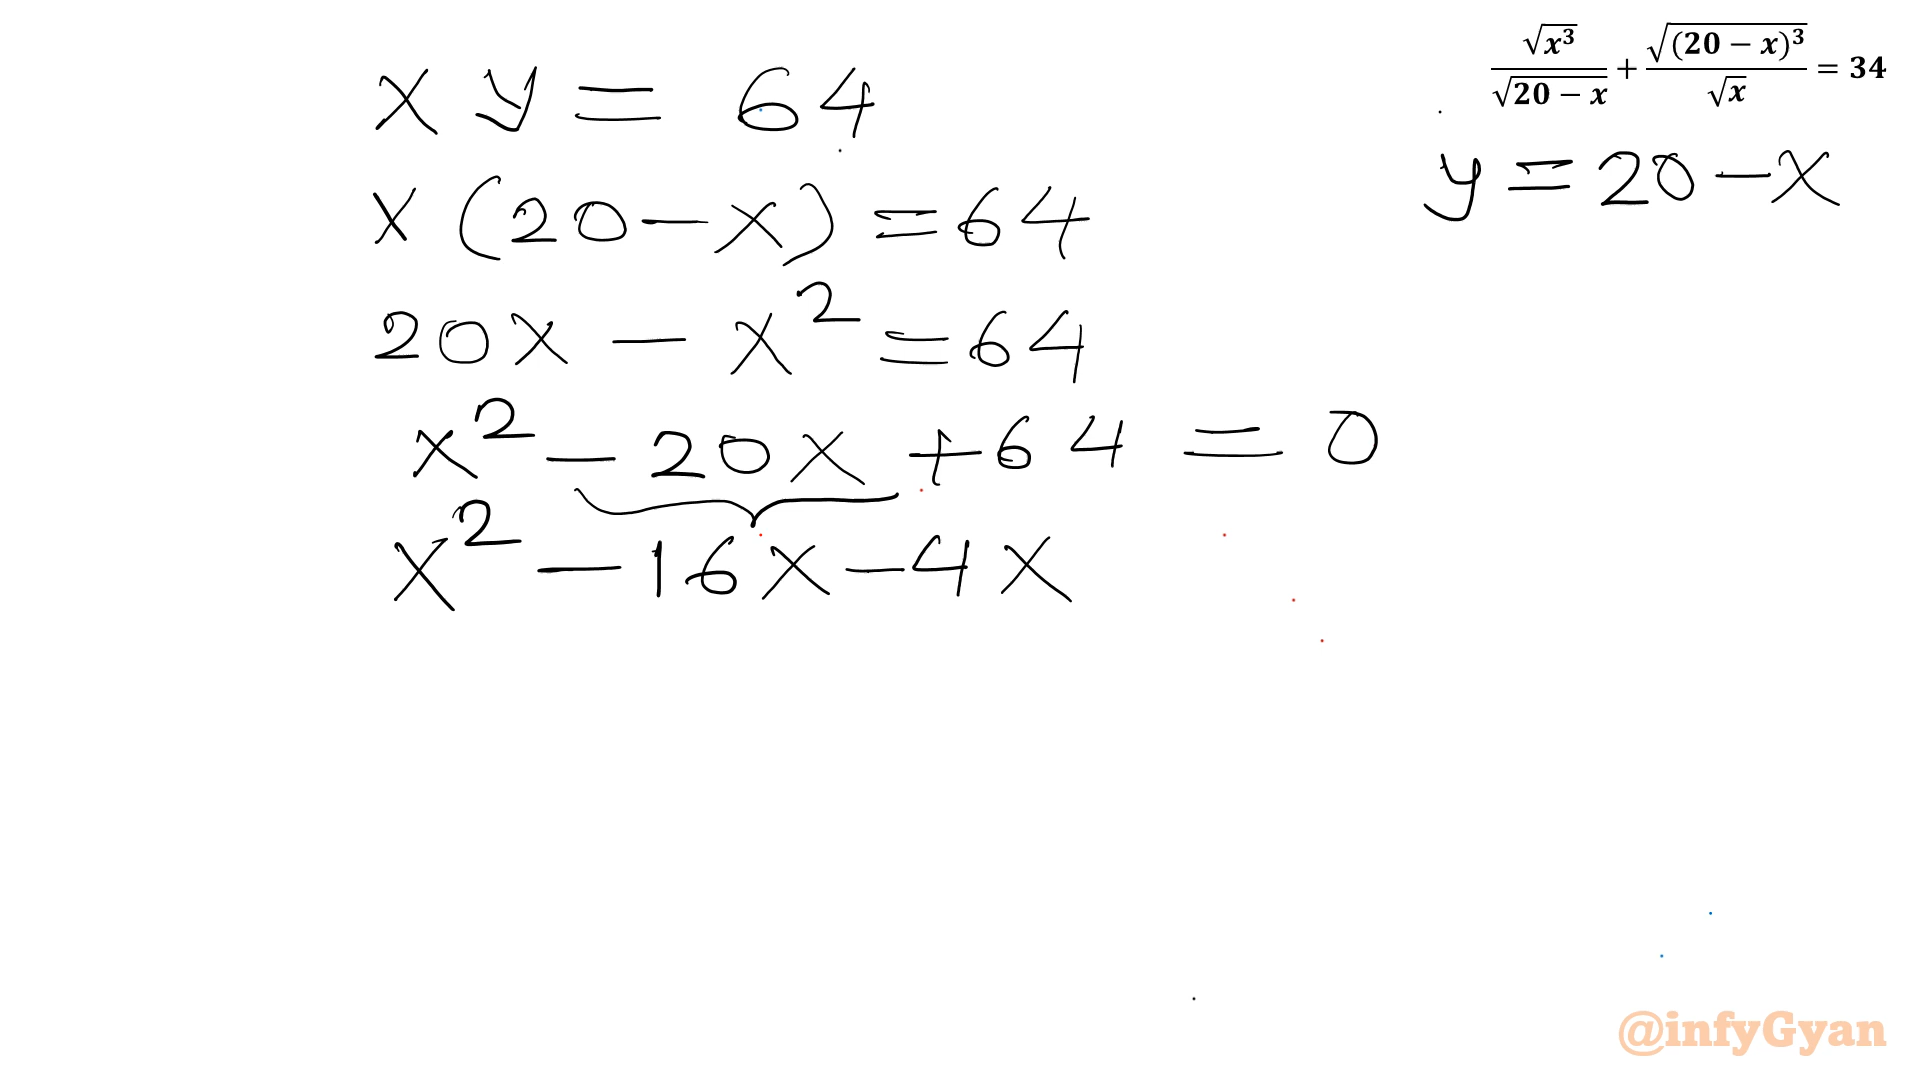 √x³/√(20 − x) + √(20 − x)³/√x = 34
xy = 64
y = 20 − x
x(20 − x) = 64
20x − x² = 64
x² − 20x + 64 = 0
x² − 16x − 4x
@infyGyan